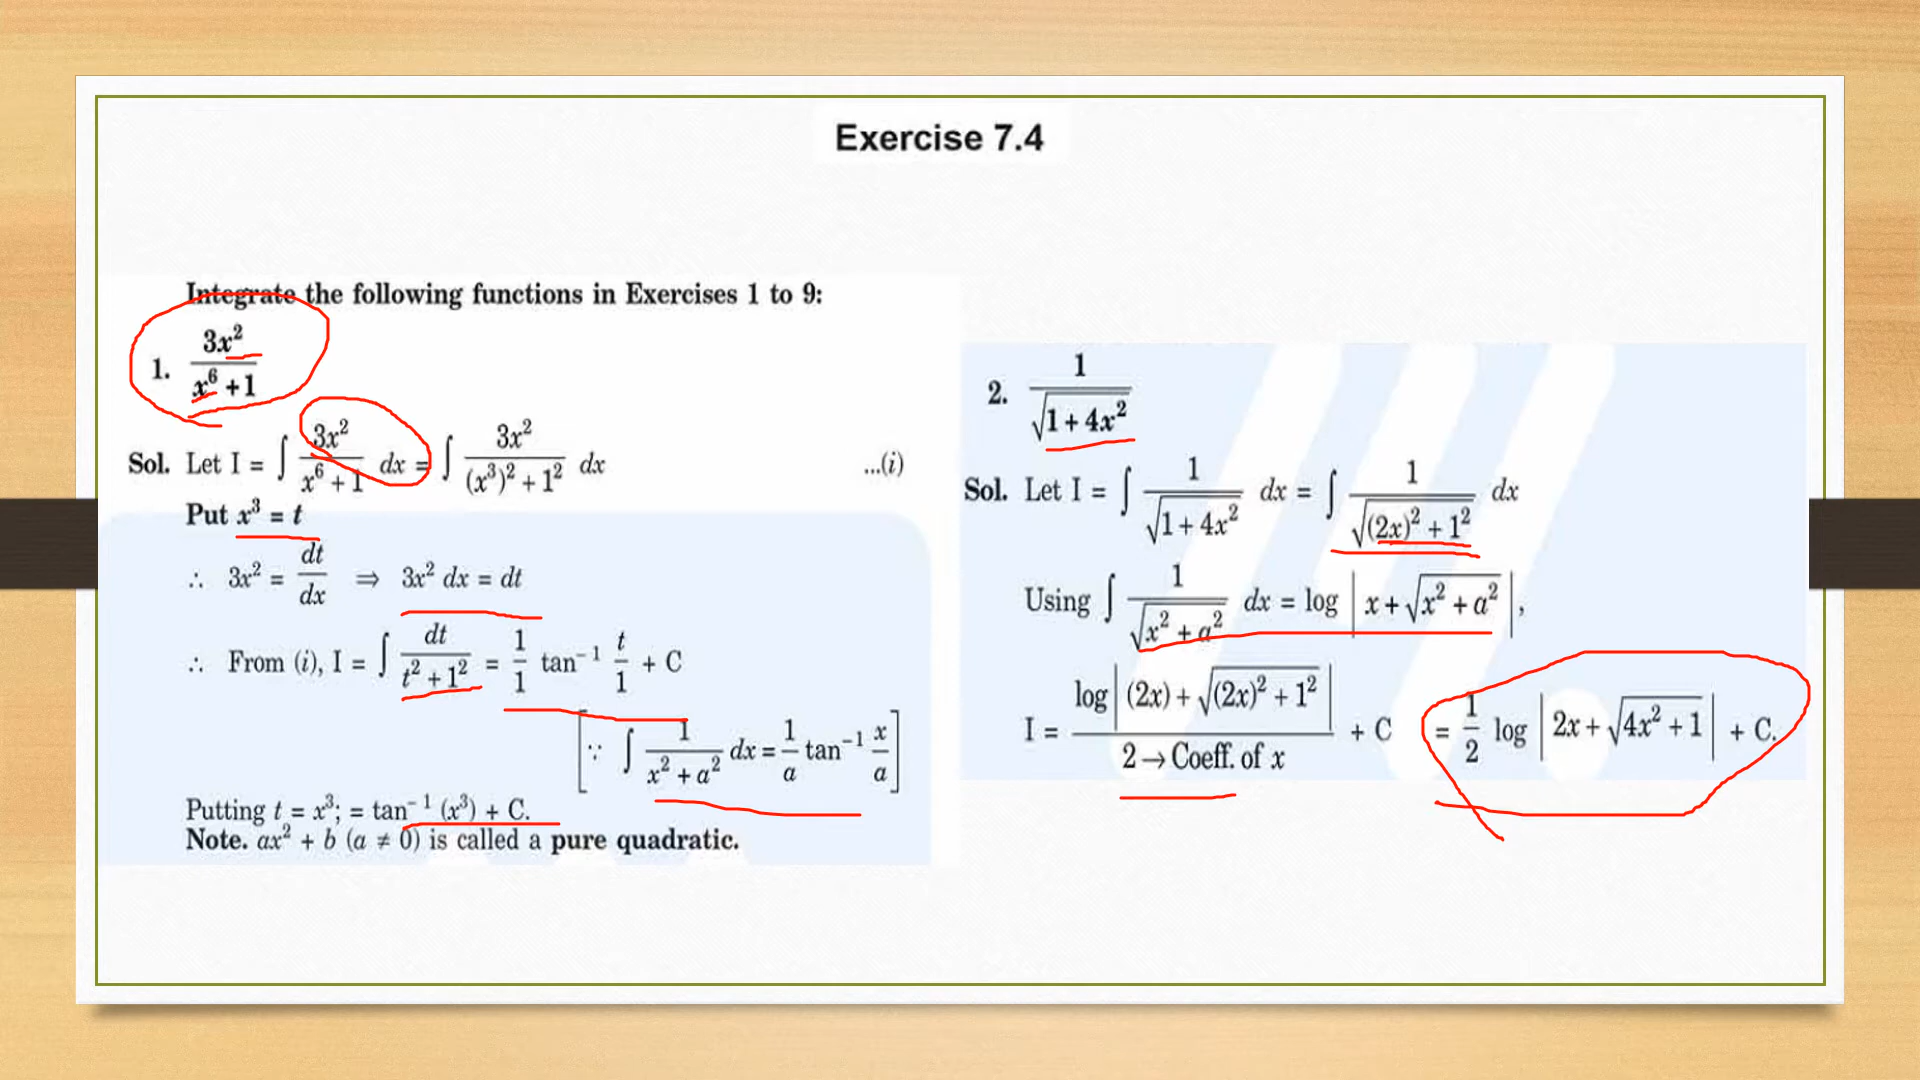 Exercise 7.4
Integrate the following functions in Exercises 1 to 9:
1. 3x²/(x⁶ + 1)
Sol. Let I = ∫ 3x²/(x⁶ + 1) dx = ∫ 3x²/((x³)² + 1²) dx ...(i)
Put x³ = t
∴ 3x² = dt/dx ⇒ 3x² dx = dt
∴ From (i), I = ∫ dt/(t² + 1²) = 1/1 tan⁻¹ t/1 + C
[∵ ∫ 1/(x² + a²) dx = 1/a tan⁻¹ x/a]
Putting t = x³; = tan⁻¹ (x³) + C.
Note. ax² + b (a ≠ 0) is called a pure quadratic.
2. 1/√(1 + 4x²)
Sol. Let I = ∫ 1/√(1 + 4x²) dx = ∫ 1/√((2x)² + 1²) dx
Using ∫ 1/√(x² + a²) dx = log | x + √(x² + a²) |,
I = log | (2x) + √((2x)² + 1²) | / (2 → Coeff. of x) + C = 1/2 log | 2x + √(4x² + 1) | + C.